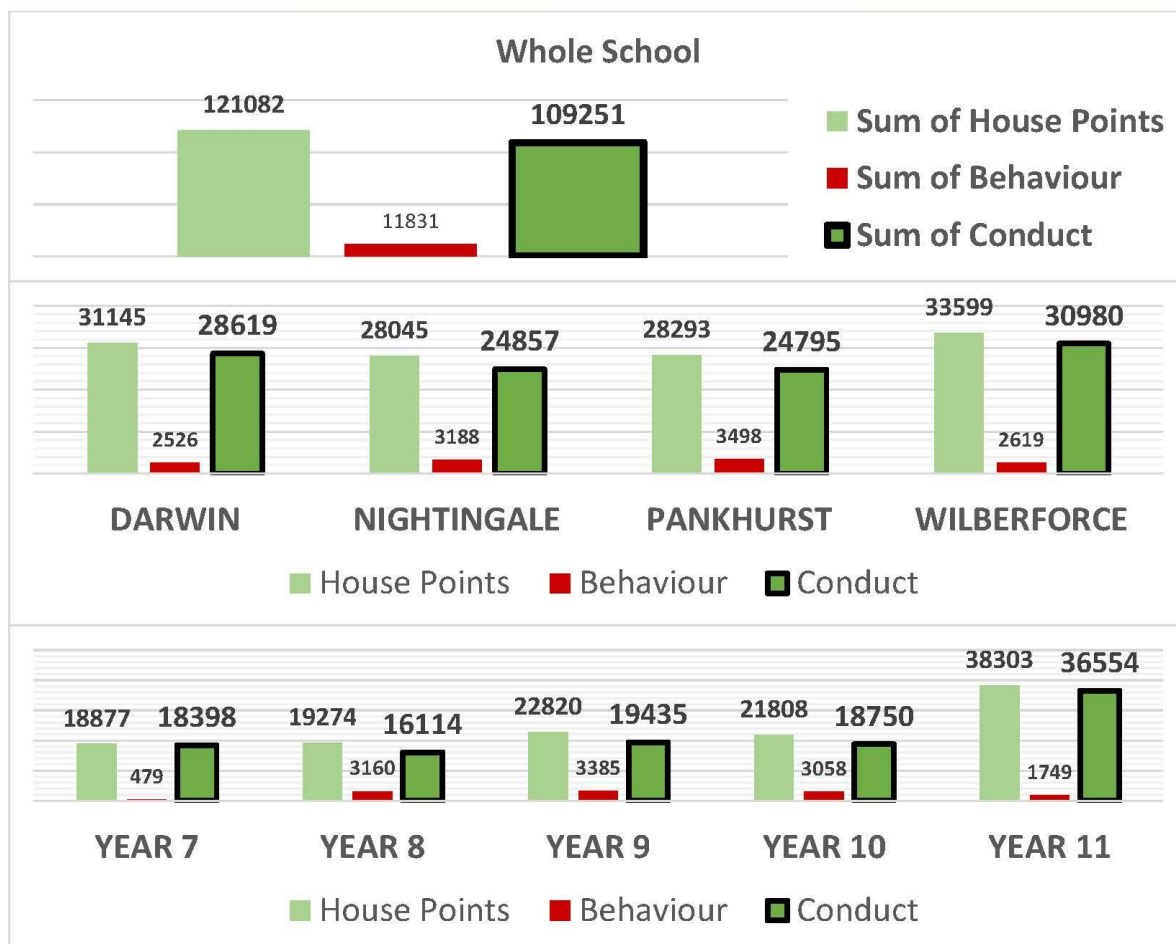 Whole School
121082
109251
11831
Sum of House Points
Sum of Behaviour
Sum of Conduct
31145 28619 28045 24857 28293 24795 33599 30980
2526 3188 3498 2619
DARWIN NIGHTINGALE PANKHURST WILBERFORCE
House Points Behaviour Conduct
38303 36554
18877 18398 19274 16114 22820 19435 21808 18750
479 3160 3385 3058 1749
YEAR 7 YEAR 8 YEAR 9 YEAR 10 YEAR 11
House Points Behaviour Conduct